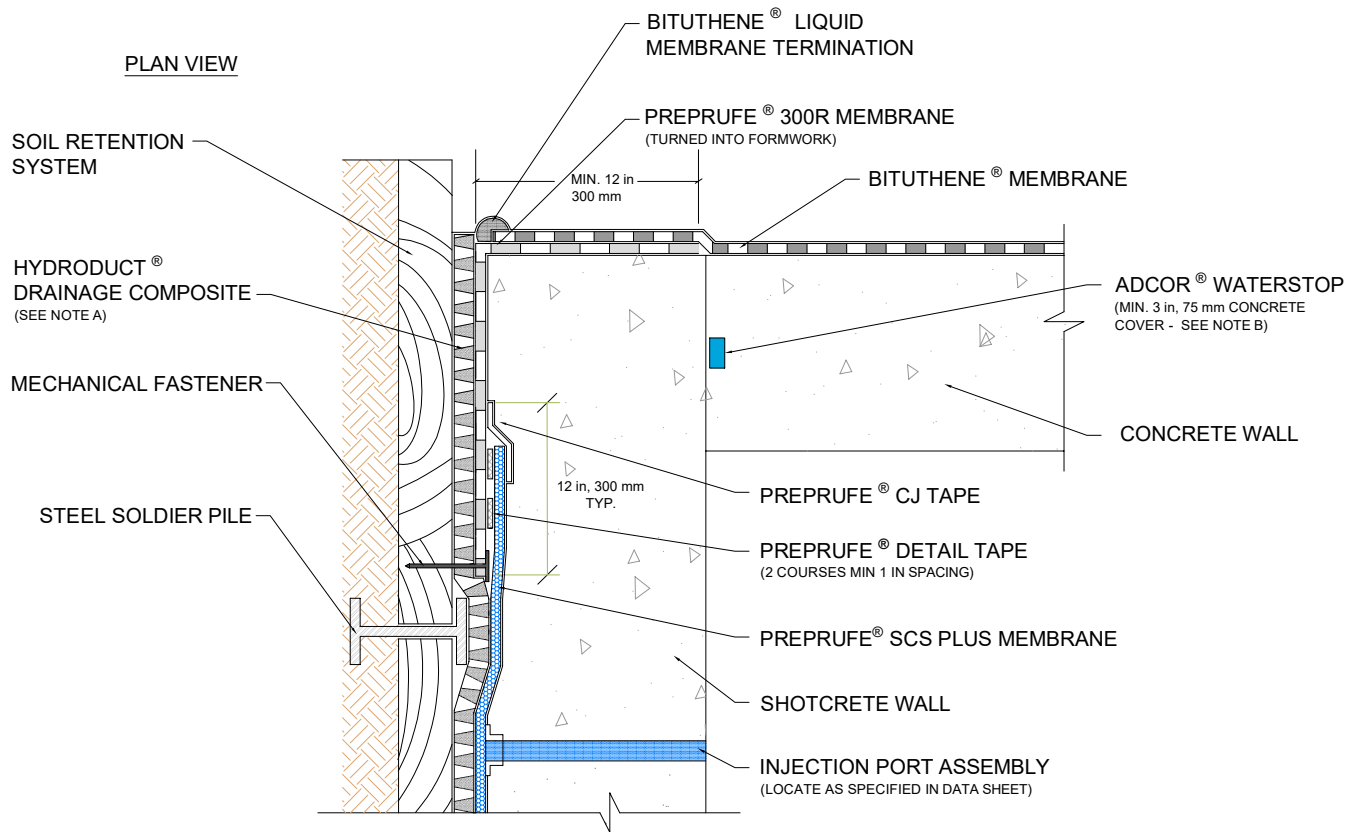 PLAN VIEW
BITUTHENE ® LIQUID
MEMBRANE TERMINATION
SOIL RETENTION
SYSTEM
PREPRUFE ® 300R MEMBRANE
(TURNED INTO FORMWORK)
MIN. 12 in
300 mm
BITUTHENE ® MEMBRANE
HYDRODUCT ®
DRAINAGE COMPOSITE
(SEE NOTE A)
ADCOR ® WATERSTOP
(MIN. 3 in, 75 mm CONCRETE
COVER - SEE NOTE B)
MECHANICAL FASTENER
CONCRETE WALL
12 in, 300 mm
TYP.
PREPRUFE ® CJ TAPE
STEEL SOLDIER PILE
PREPRUFE ® DETAIL TAPE
(2 COURSES MIN 1 IN SPACING)
PREPRUFE® SCS PLUS MEMBRANE
SHOTCRETE WALL
INJECTION PORT ASSEMBLY
(LOCATE AS SPECIFIED IN DATA SHEET)